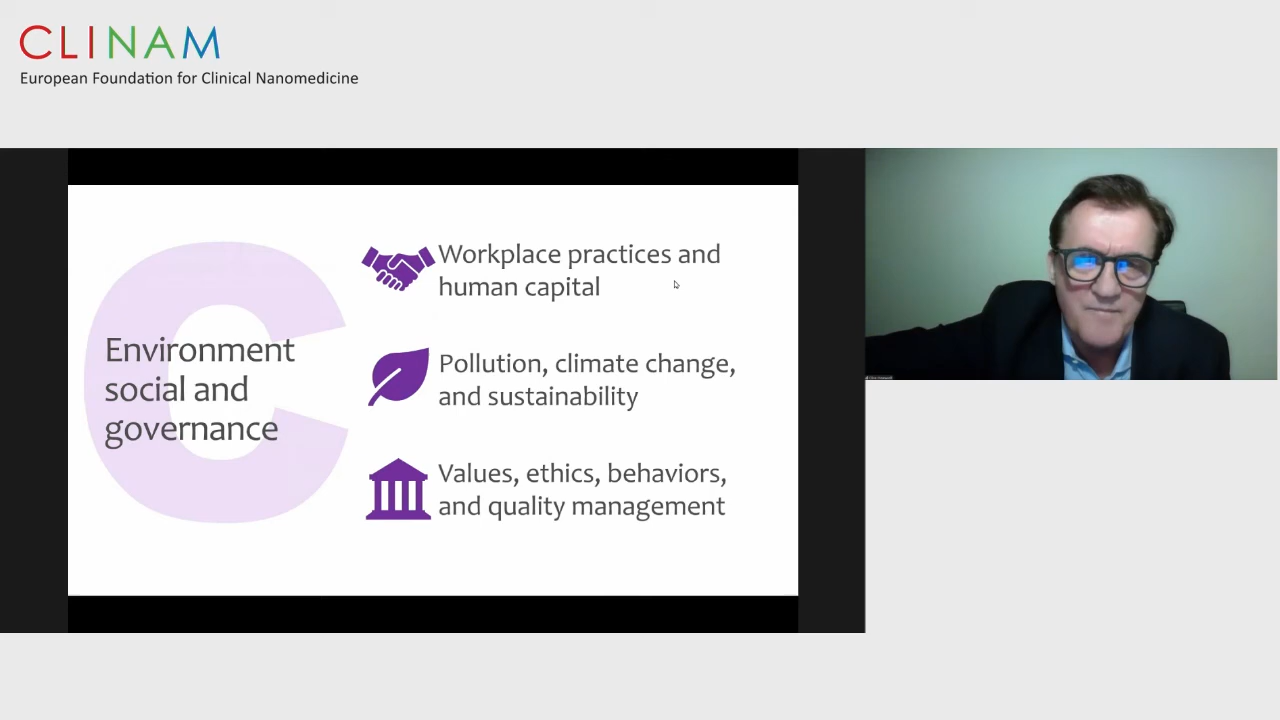 CLINAM
European Foundation for Clinical Nanomedicine
C
Environment
social and
governance
Workplace practices and
human capital
Pollution, climate change,
and sustainability
Values, ethics, behaviors,
and quality management